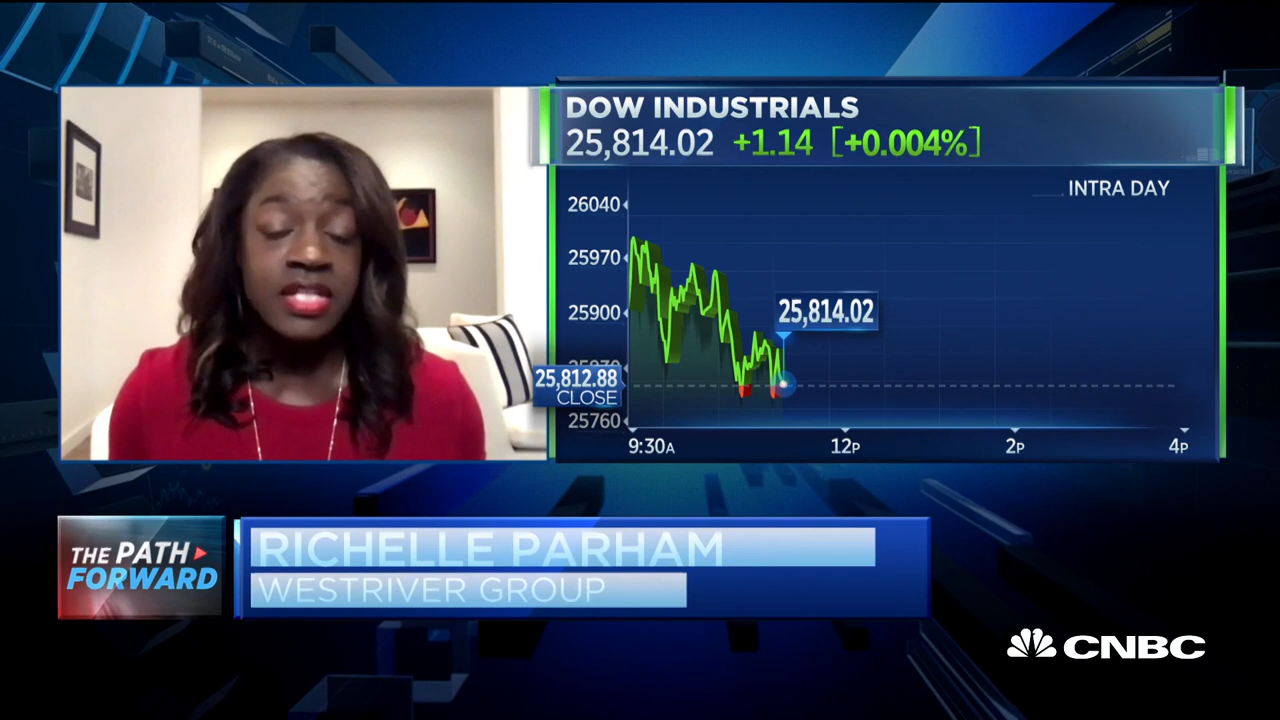 DOW INDUSTRIALS
25,814.02 +1.14 [+0.004%]
INTRA DAY
26040
25970
25900
25,814.02
25,812.88
CLOSE
25760
9:30A 12P 2P 4P
THE PATH
FORWARD
RICHELLE PARHAM
WESTRIVER GROUP
CNBC